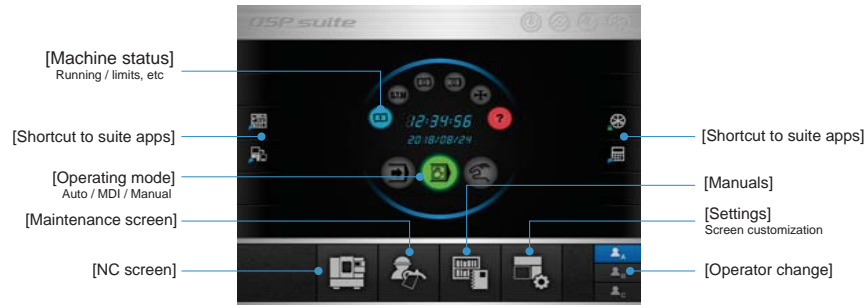 OSP suite
[Machine status]
Running / limits, etc
STM
12:34:56
?
2018/08/24
[Shortcut to suite apps]
[Shortcut to suite apps]
[Operating mode]
Auto / MDI / Manual
[Manuals]
[Maintenance screen]
[Settings]
Screen customization
[NC screen]
A
B
C
[Operator change]